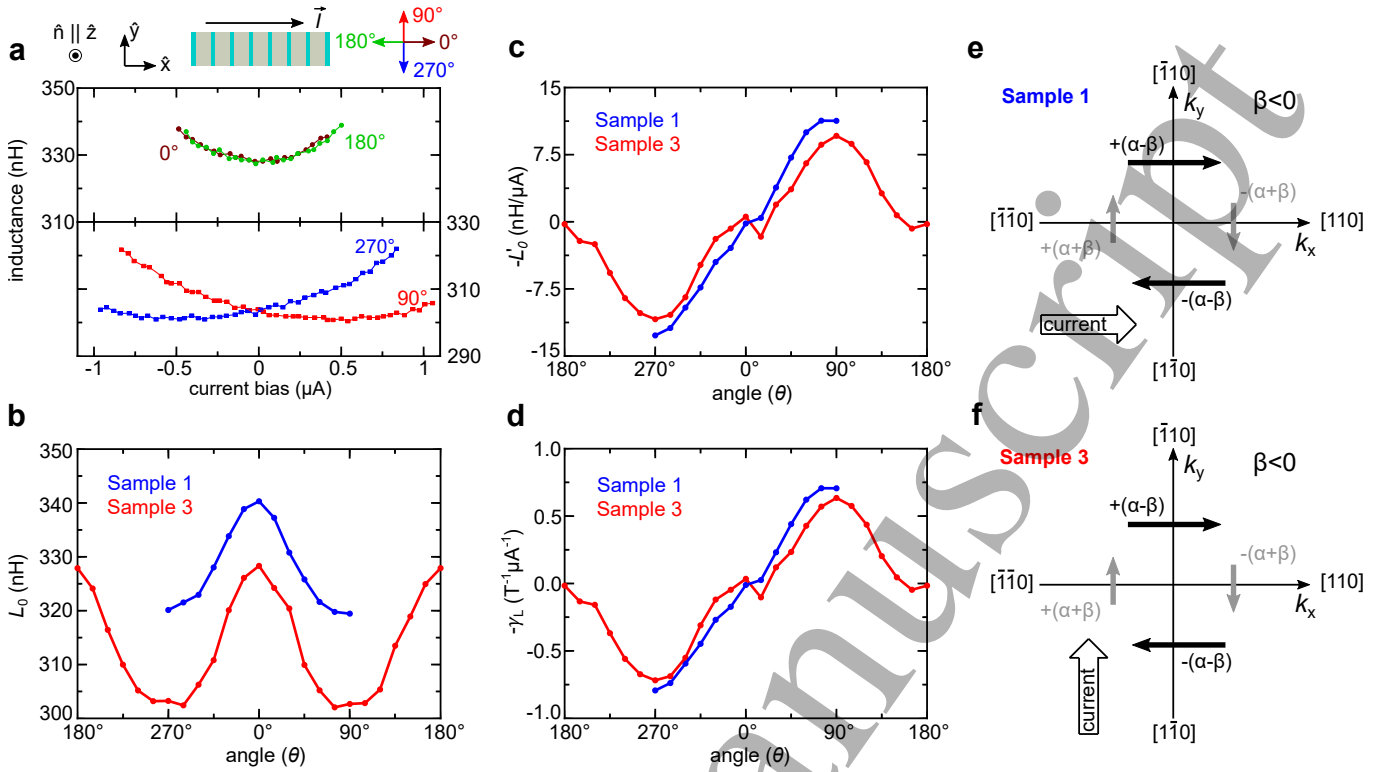 a
n̂ || ẑ
ŷ
x̂
I⃗
90°
180°
0°
270°
350
330
310
330
310
290
inductance (nH)
0°
180°
270°
90°
-1
-0.5
0
0.5
1
current bias (µA)
b
350
340
330
320
310
300
L₀ (nH)
Sample 1
Sample 3
180°
270°
0°
90°
180°
angle (θ)
c
15
7.5
0
-7.5
-15
-L′₀ (nH/µA)
Sample 1
Sample 3
180°
270°
0°
90°
180°
angle (θ)
d
1.0
0.5
0.0
-0.5
-1.0
-γL (T⁻¹µA⁻¹)
Sample 1
Sample 3
180°
270°
0°
90°
180°
angle (θ)
e
Sample 1
[1̄10]
ky
β<0
+(α-β)
-(α+β)
[1̄1̄0]
[110]
+(α+β)
kx
-(α-β)
current
[11̄0]
f
Sample 3
[1̄10]
ky
β<0
+(α-β)
-(α+β)
[1̄1̄0]
[110]
+(α+β)
kx
-(α-β)
current
[11̄0]
anuscript